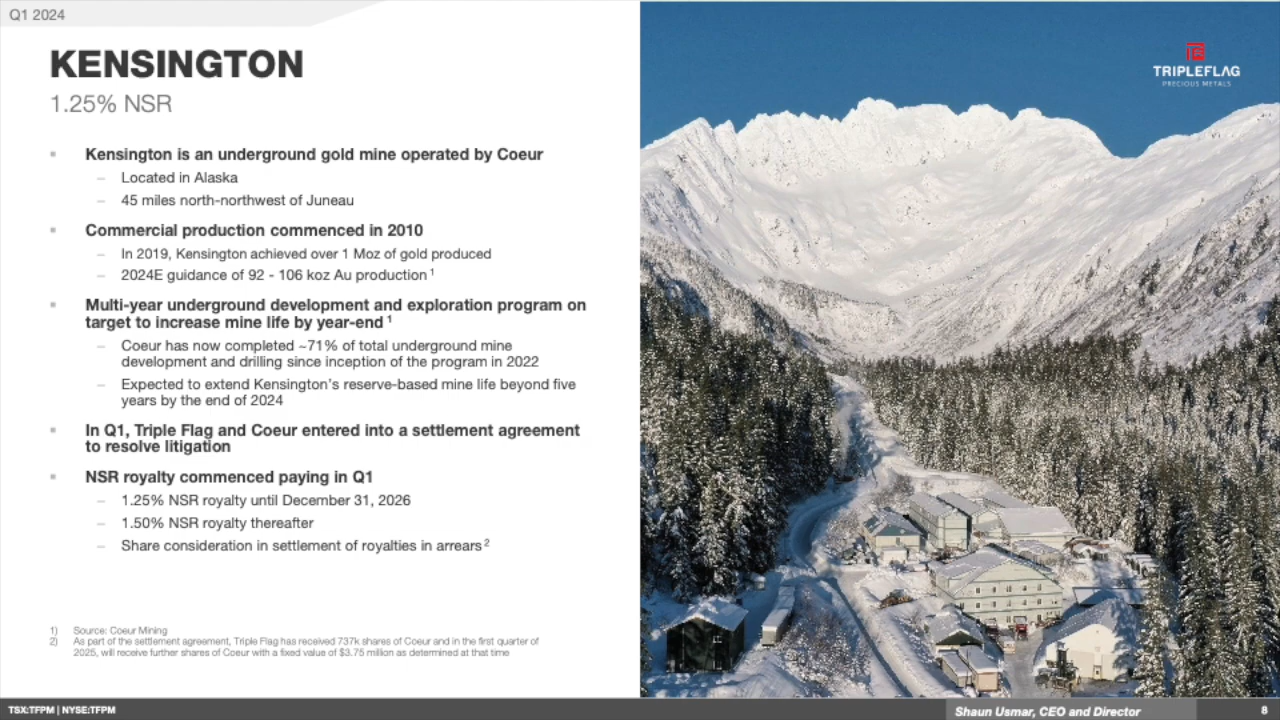 Q1 2024
KENSINGTON
1.25% NSR
TRIPLEFLAG
PRECIOUS METALS
▪ Kensington is an underground gold mine operated by Coeur
– Located in Alaska
– 45 miles north-northwest of Juneau
▪ Commercial production commenced in 2010
– In 2019, Kensington achieved over 1 Moz of gold produced
– 2024E guidance of 92 - 106 koz Au production 1
▪ Multi-year underground development and exploration program on
target to increase mine life by year-end 1
– Coeur has now completed ~71% of total underground mine
development and drilling since inception of the program in 2022
– Expected to extend Kensington's reserve-based mine life beyond five
years by the end of 2024
▪ In Q1, Triple Flag and Coeur entered into a settlement agreement
to resolve litigation
▪ NSR royalty commenced paying in Q1
– 1.25% NSR royalty until December 31, 2026
– 1.50% NSR royalty thereafter
– Share consideration in settlement of royalties in arrears 2
1) Source: Coeur Mining
2) As part of the settlement agreement, Triple Flag has received 737k shares of Coeur and in the first quarter of
2025, will receive further shares of Coeur with a fixed value of $3.75 million as determined at that time
TSX:TFPM | NYSE:TFPM
Shaun Usmar, CEO and Director
8